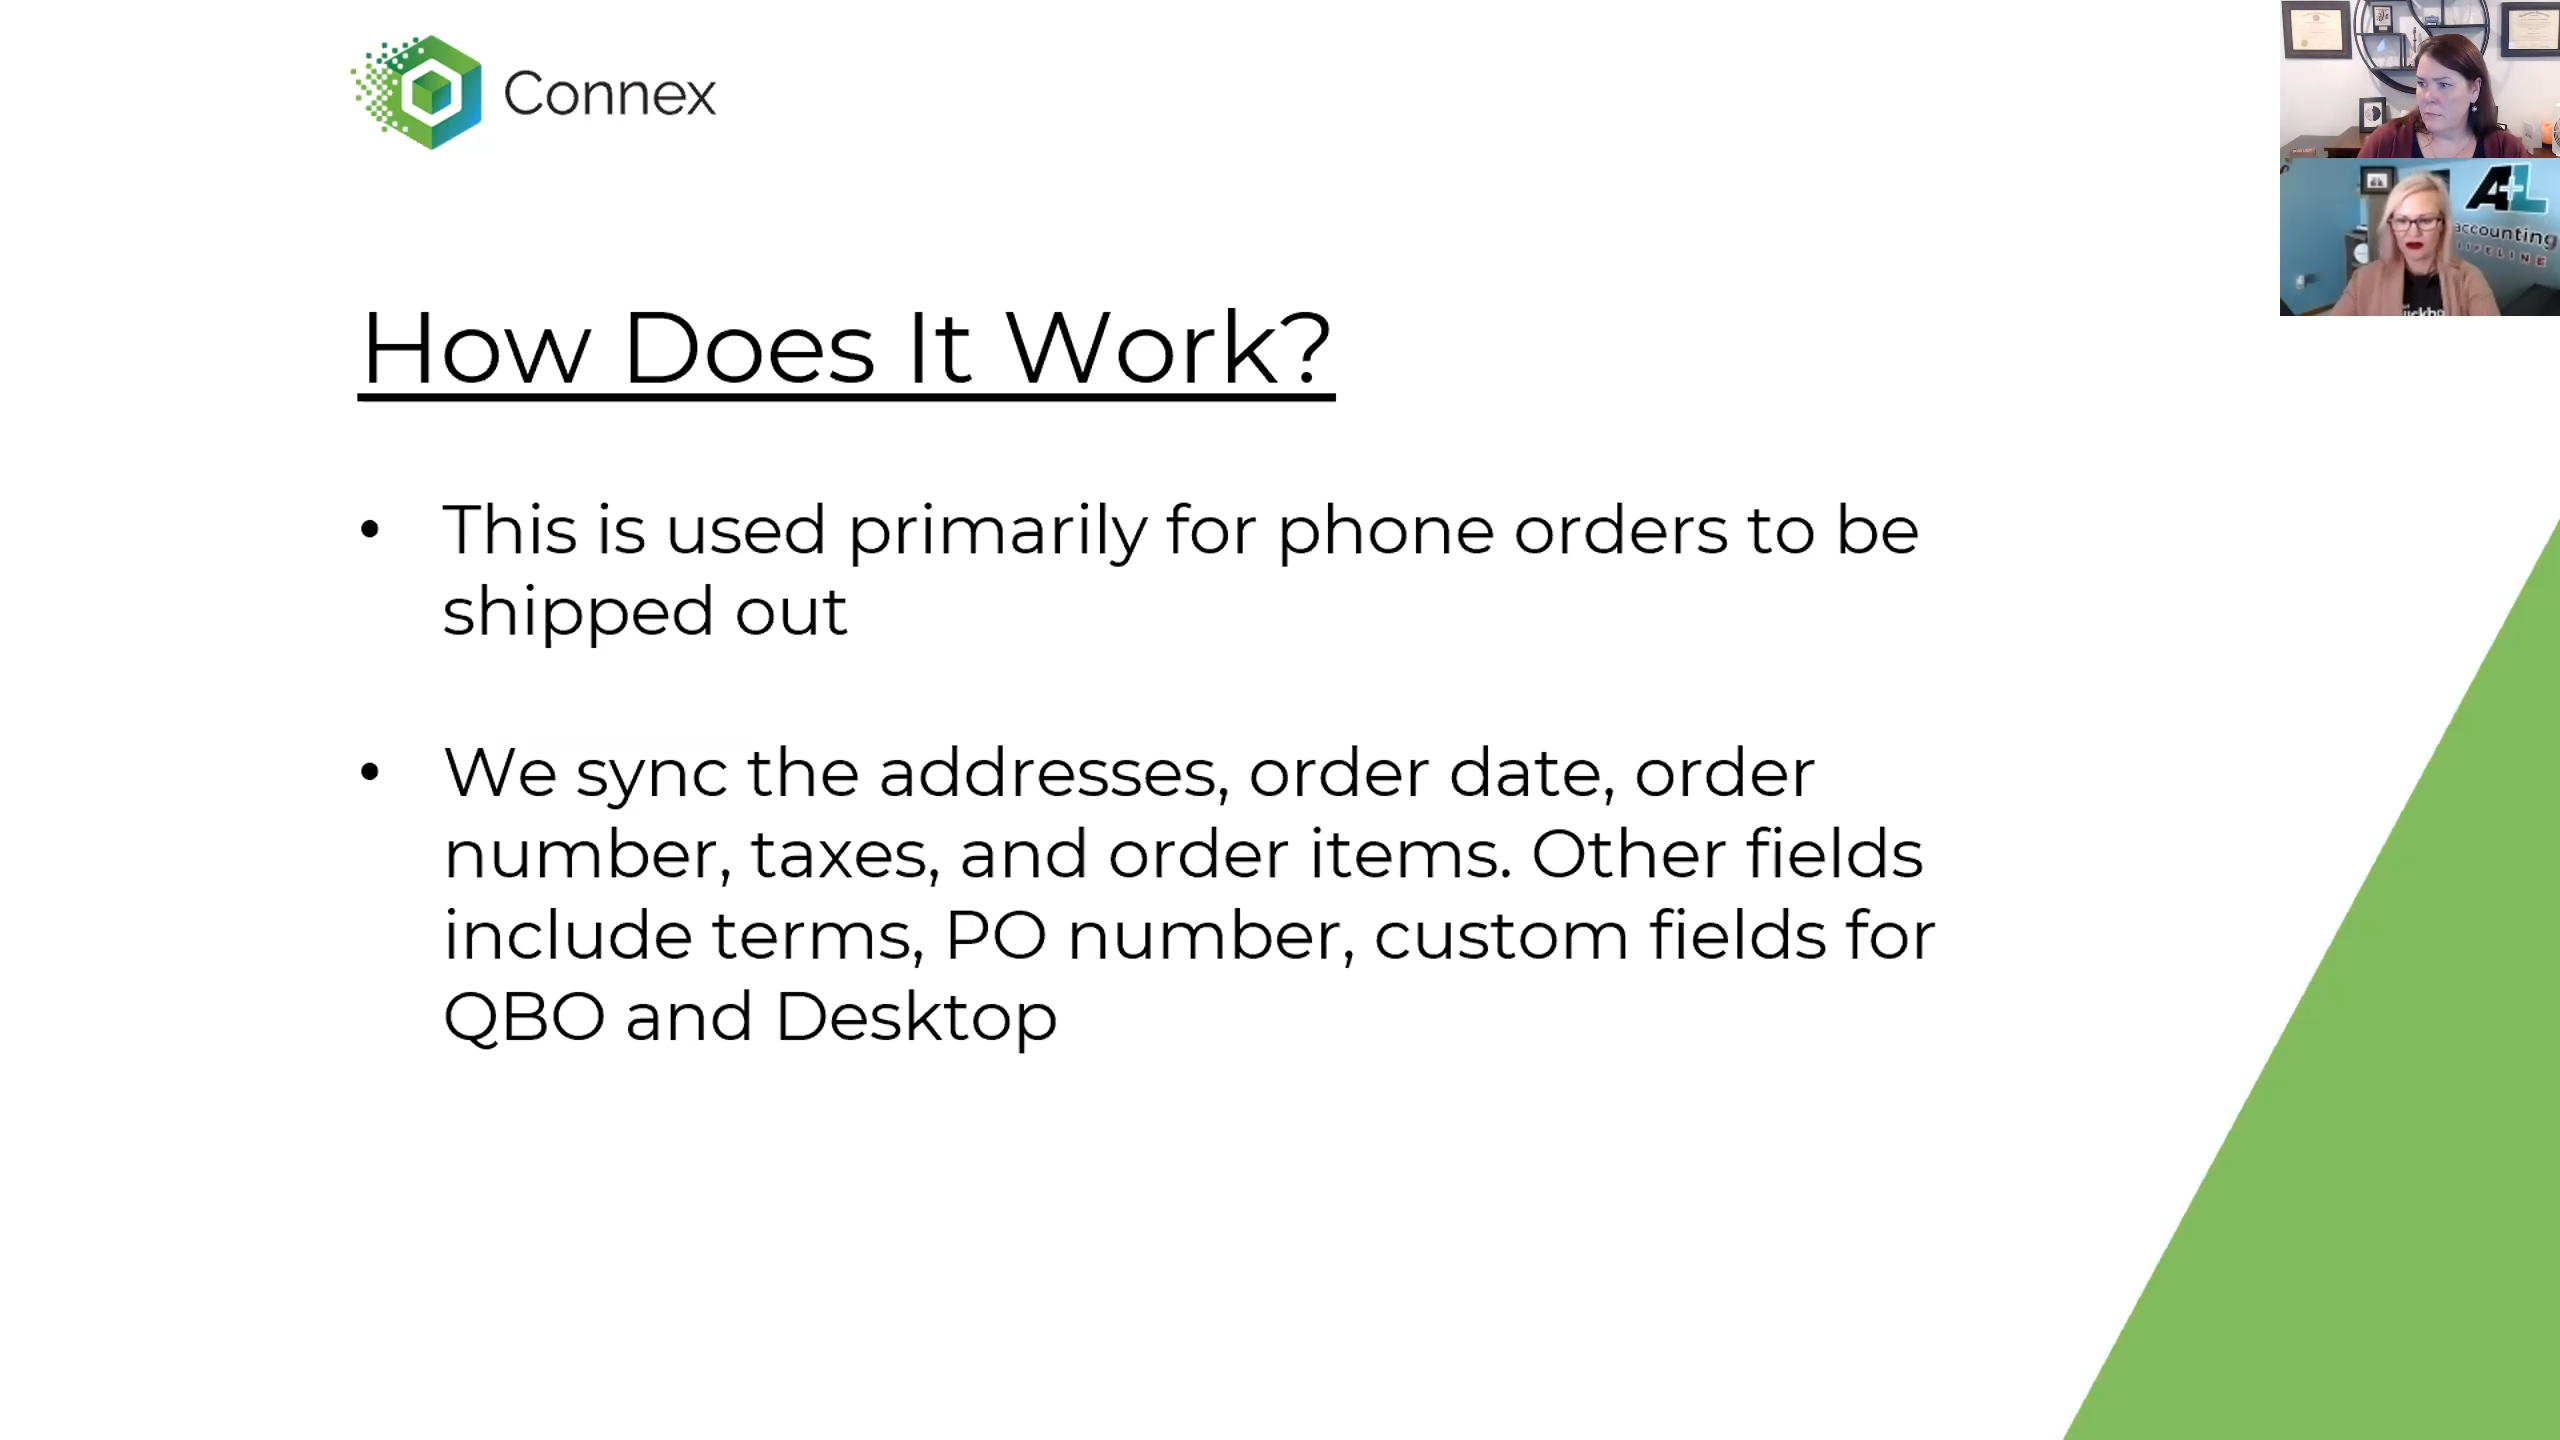 Connex
How Does It Work?
• This is used primarily for phone orders to be
shipped out
• We sync the addresses, order date, order
number, taxes, and order items. Other fields
include terms, PO number, custom fields for
QBO and Desktop
A+L
accounting
LIFELINE